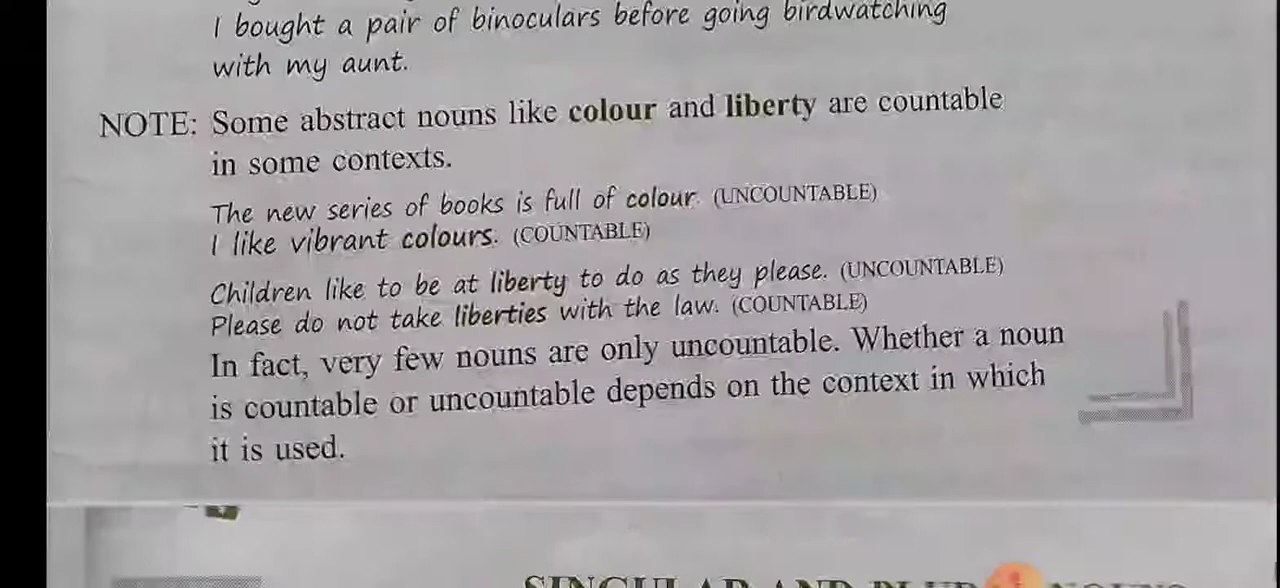 I bought a pair of binoculars before going birdwatching
with my aunt.
NOTE: Some abstract nouns like colour and liberty are countable
in some contexts.
The new series of books is full of colour. (UNCOUNTABLE)
I like vibrant colours. (COUNTABLE)
Children like to be at liberty to do as they please. (UNCOUNTABLE)
Please do not take liberties with the law. (COUNTABLE)
In fact, very few nouns are only uncountable. Whether a noun
is countable or uncountable depends on the context in which
it is used.
SINGULAR AND PLURAL NOUNS